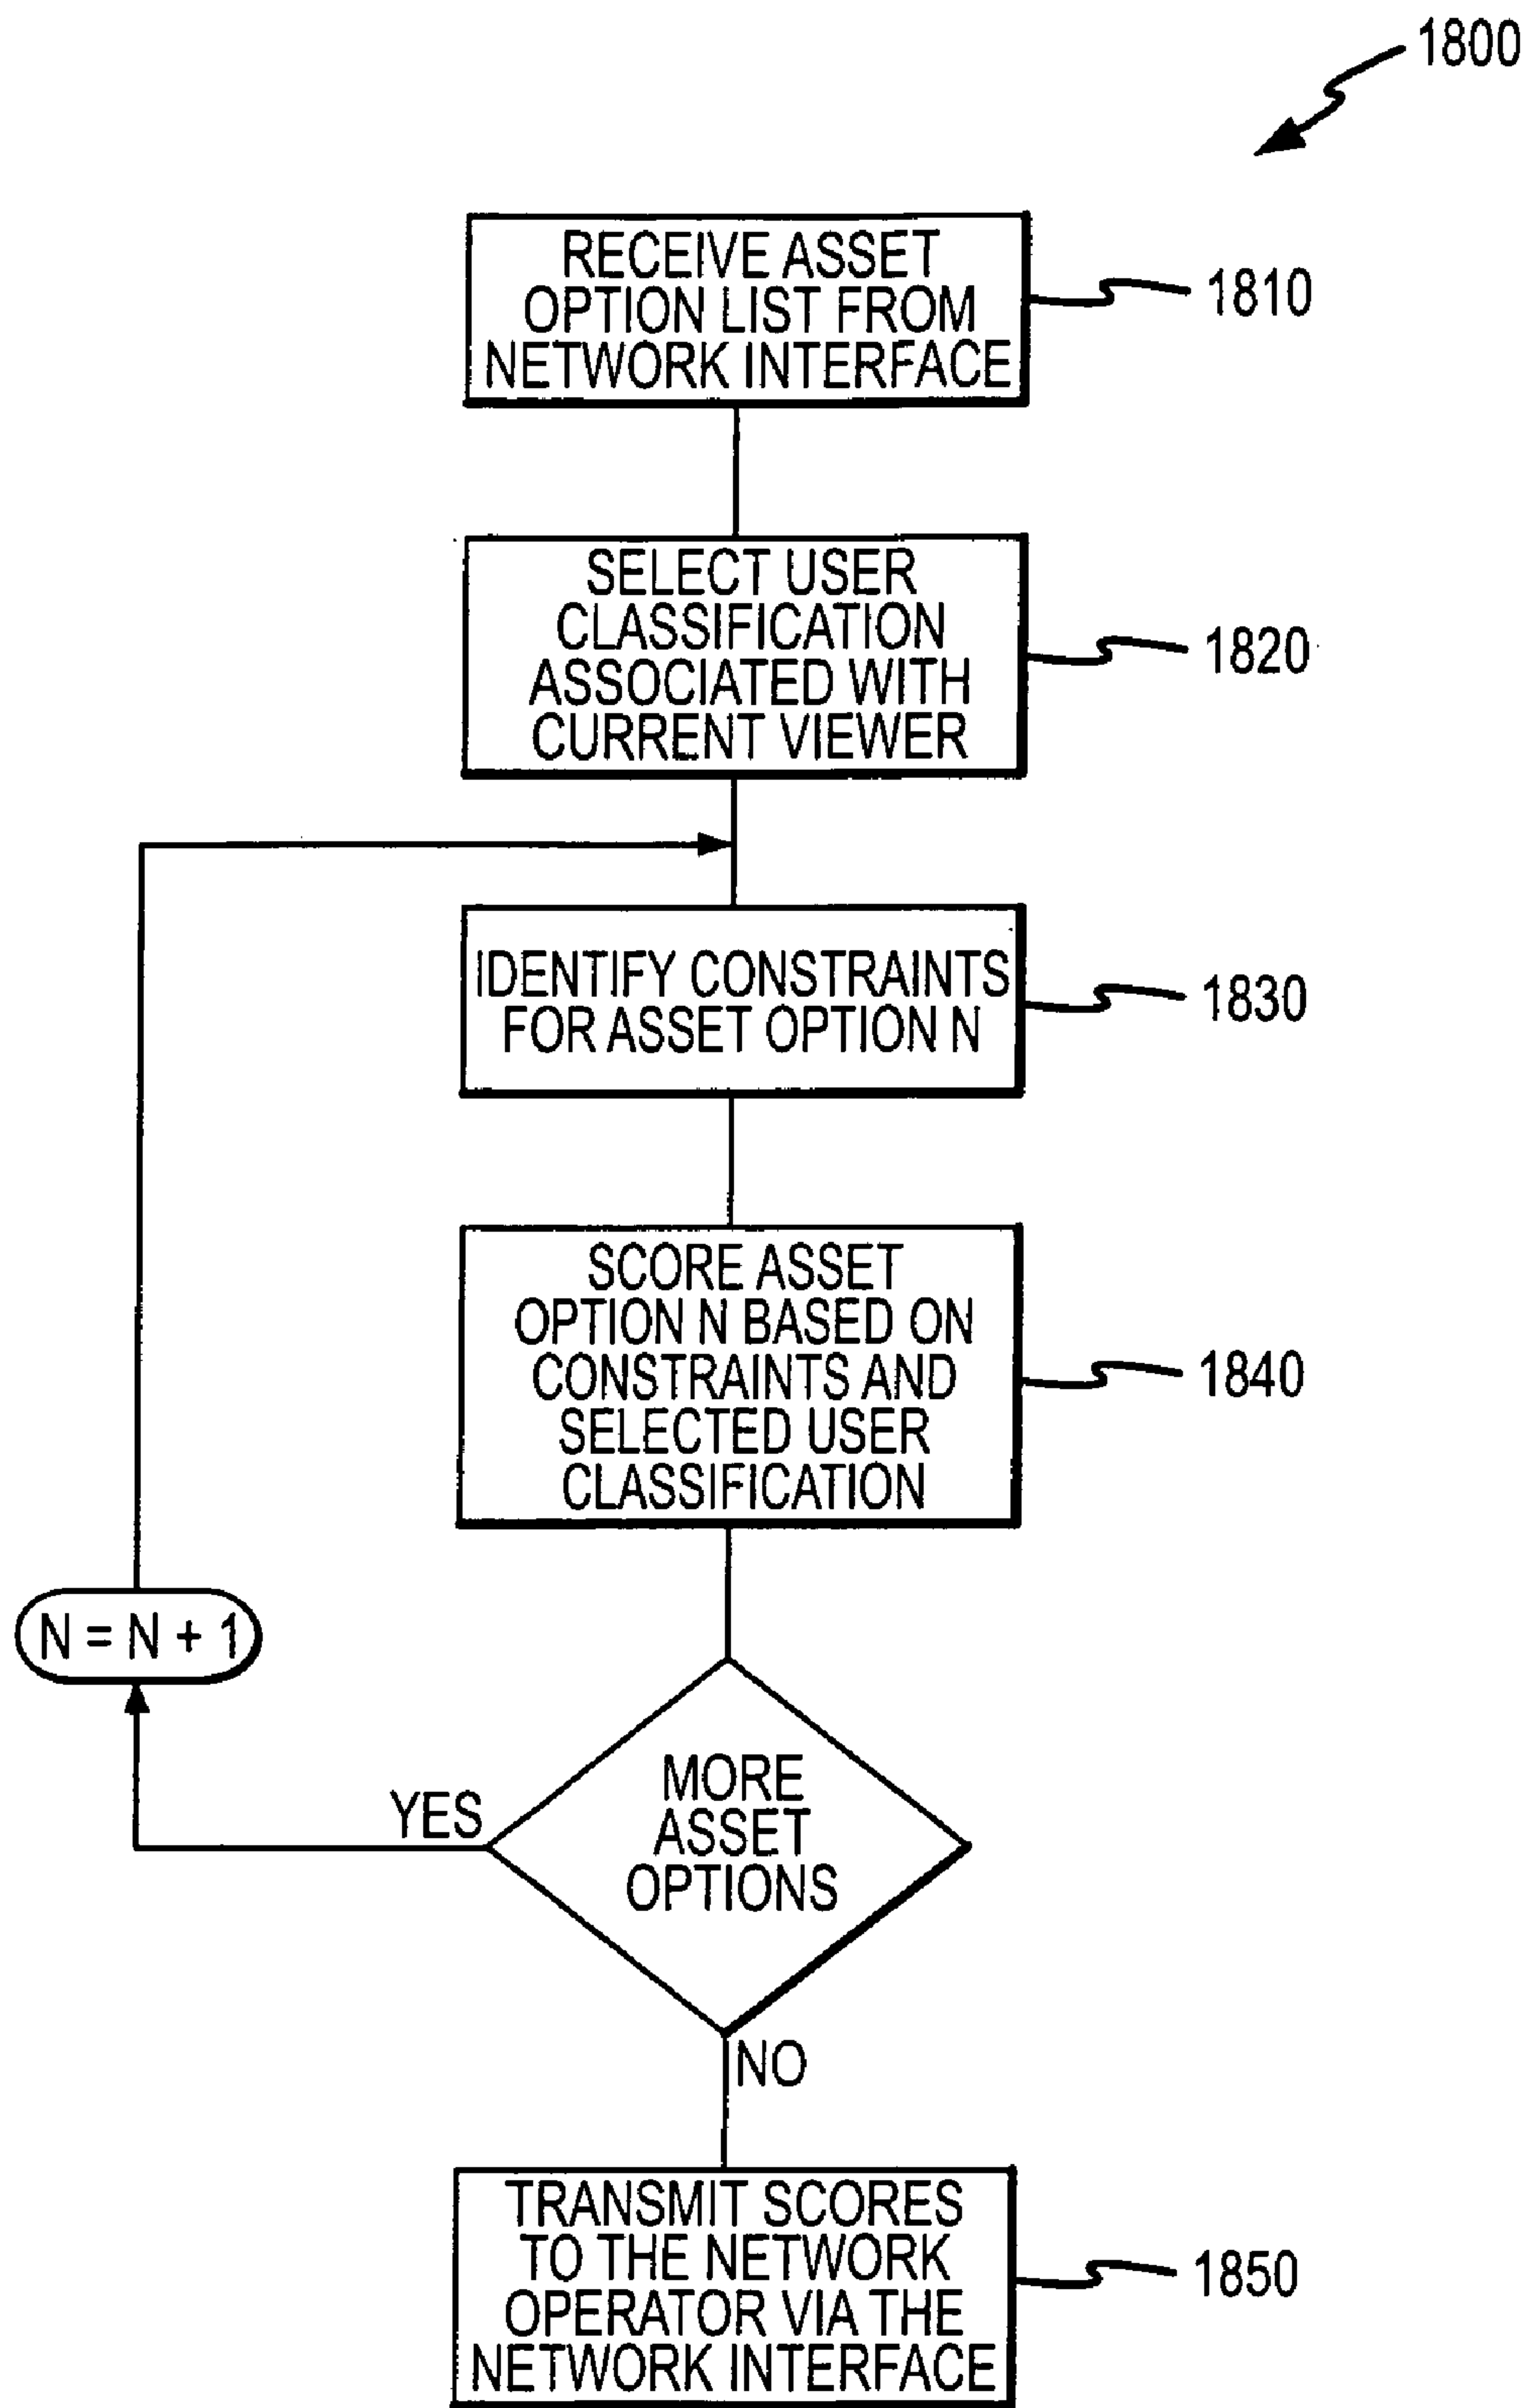 1800
RECEIVE ASSET
OPTION LIST FROM
NETWORK INTERFACE
1810
SELECT USER
CLASSIFICATION
ASSOCIATED WITH
CURRENT VIEWER
1820
IDENTIFY CONSTRAINTS
FOR ASSET OPTION N
1830
SCORE ASSET
OPTION N BASED ON
CONSTRAINTS AND
SELECTED USER
CLASSIFICATION
1840
N = N + 1
MORE
ASSET
OPTIONS
YES
NO
TRANSMIT SCORES
TO THE NETWORK
OPERATOR VIA THE
NETWORK INTERFACE
1850